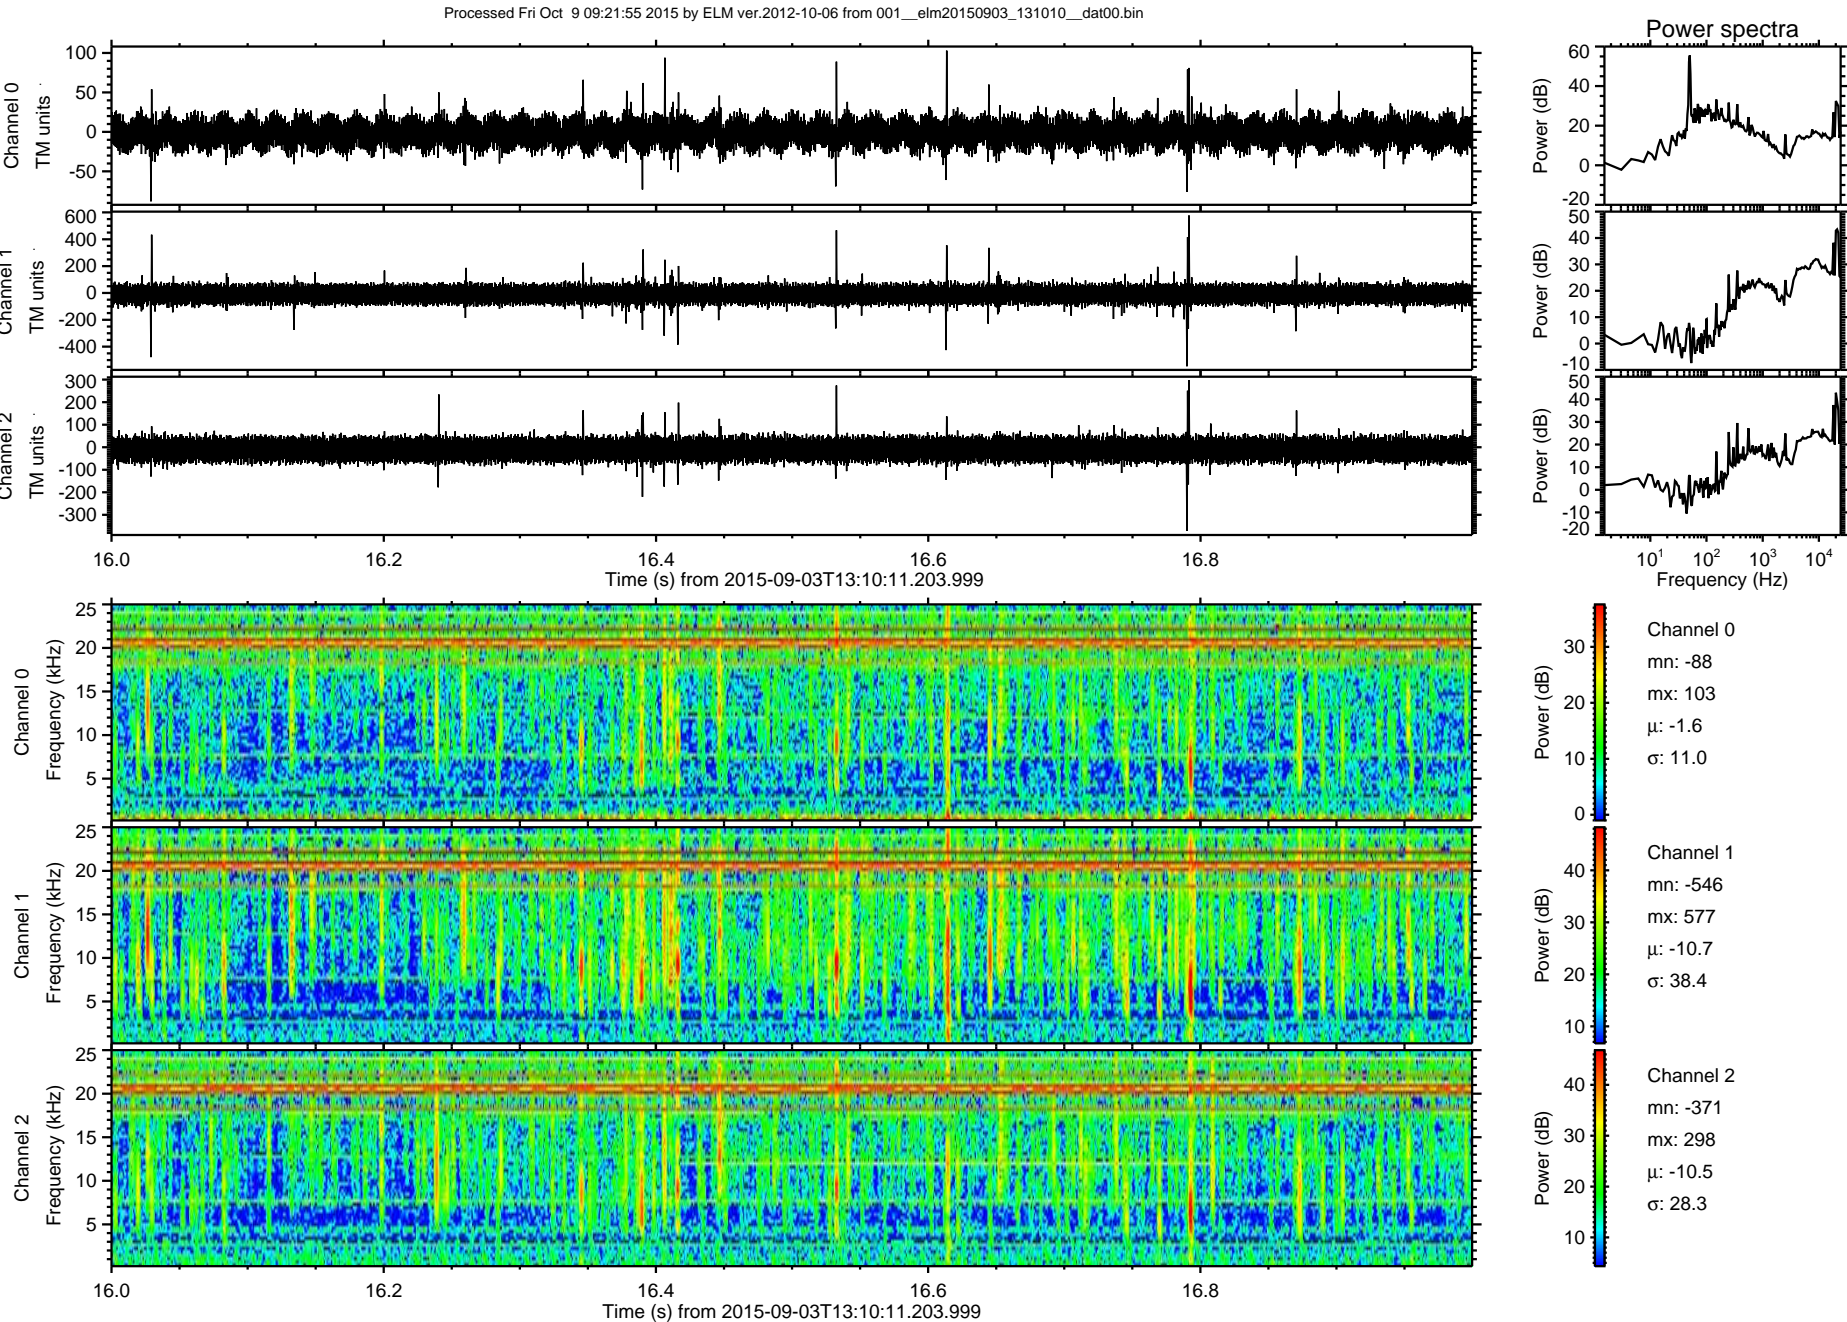 Processed Fri Oct  9 09:21:55 2015 by ELM ver.2012-10-06 from 001__elm20150903_131010__dat00.bin
Power spectra
Channel 0
TM units
100
50
0
-50
Power (dB)
60
40
20
0
-20
Channel 1
TM units
600
400
200
0
-200
-400
Power (dB)
50
40
30
20
10
0
-10
Channel 2
TM units
300
200
100
0
-100
-200
-300
Power (dB)
50
40
30
20
10
0
-10
-20
16.0 16.2 16.4 16.6 16.8
Time (s) from 2015-09-03T13:10:11.203.999
10¹ 10² 10³ 10⁴
Frequency (Hz)
Channel 0
Frequency (kHz)
25
20
15
10
5
Power (dB)
30
20
10
0
Channel 0
mn: -88
mx: 103
μ: -1.6
σ: 11.0
Channel 1
Frequency (kHz)
25
20
15
10
5
Power (dB)
40
30
20
10
Channel 1
mn: -546
mx: 577
μ: -10.7
σ: 38.4
Channel 2
Frequency (kHz)
25
20
15
10
5
Power (dB)
40
30
20
10
Channel 2
mn: -371
mx: 298
μ: -10.5
σ: 28.3
16.0 16.2 16.4 16.6 16.8
Time (s) from 2015-09-03T13:10:11.203.999